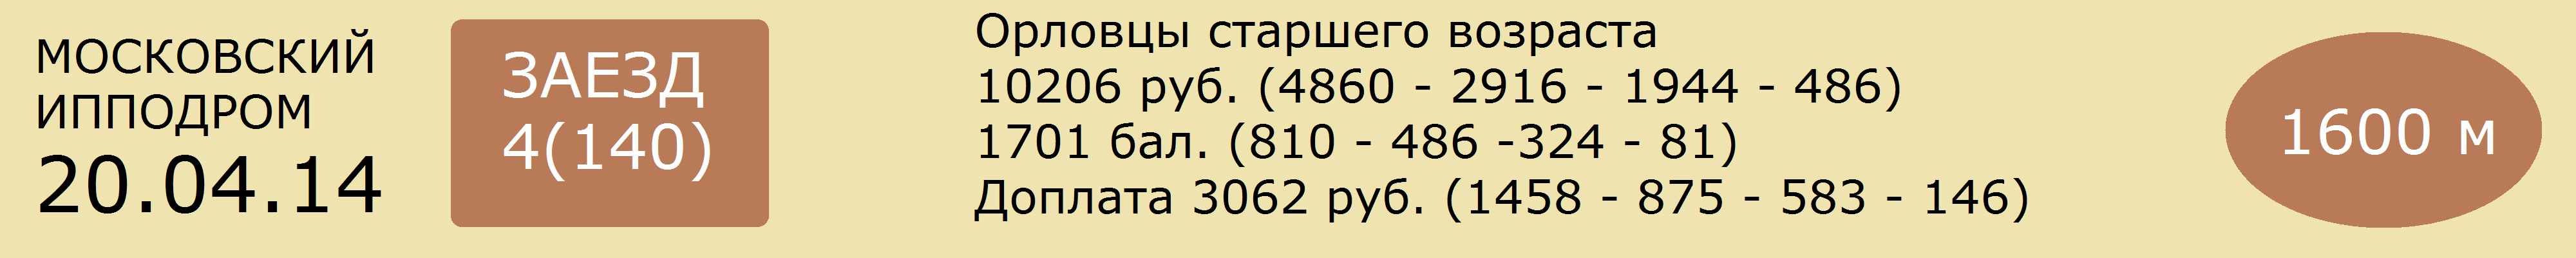 МОСКОВСКИЙ
ИППОДРОМ
20.04.14
ЗАЕЗД
4(140)
Орловцы старшего возраста
10206 руб. (4860 - 2916 - 1944 - 486)
1701 бал. (810 - 486 -324 - 81)
Доплата 3062 руб. (1458 - 875 - 583 - 146)
1600 м